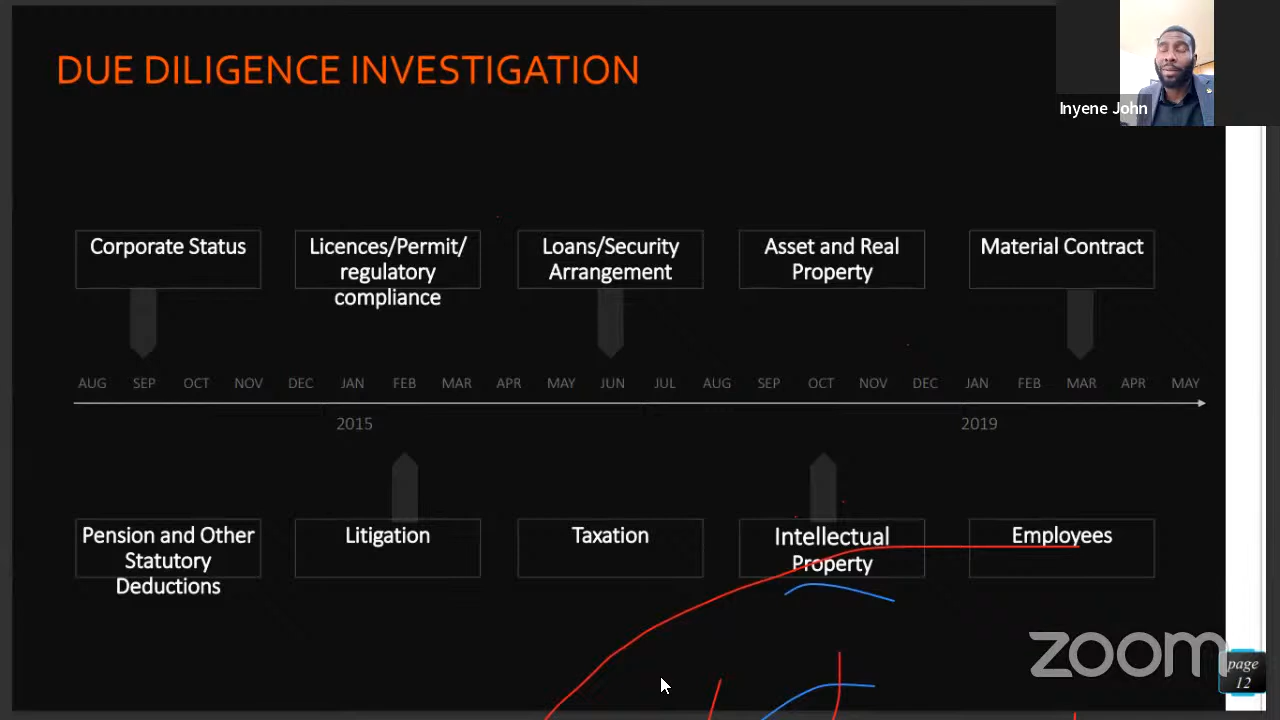 DUE DILIGENCE INVESTIGATION
Inyene John
Corporate Status
Licences/Permit/
regulatory
compliance
Loans/Security
Arrangement
Asset and Real
Property
Material Contract
AUG SEP OCT NOV DEC JAN FEB MAR APR MAY JUN JUL AUG SEP OCT NOV DEC JAN FEB MAR APR MAY
2015 2019
Pension and Other
Statutory
Deductions
Litigation
Taxation
Intellectual
Property
Employees
zoom
page
12